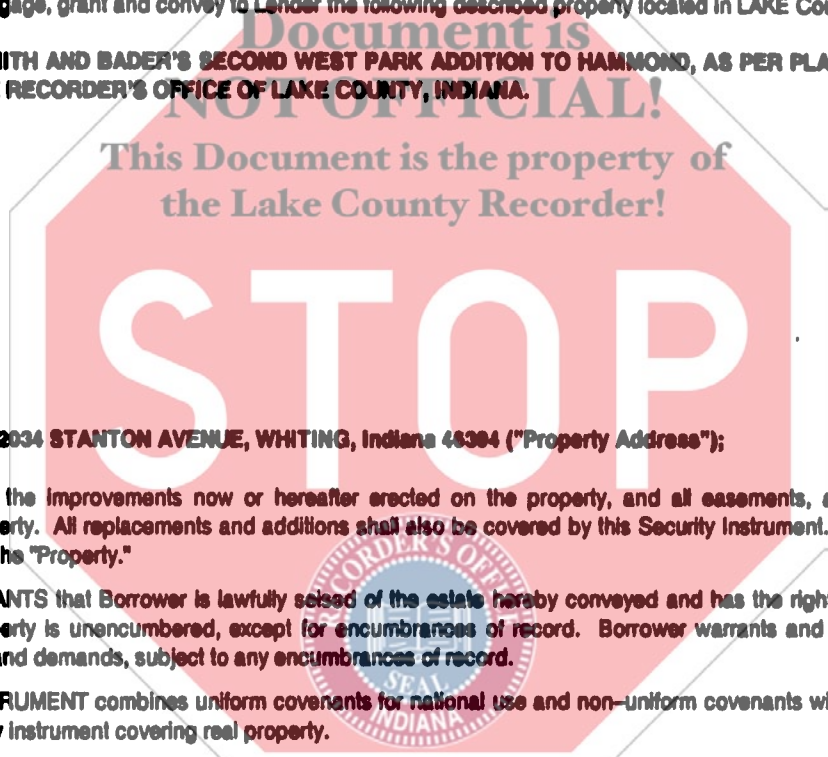 gage, grant and convey to Lender the following described property located in LAKE Cou
Document is
ITH AND BADER'S SECOND WEST PARK ADDITION TO HAMMOND, AS PER PLA
RECORDER'S OFFICE OF LAKE COUNTY, INDIANA.
NOT OFFICIAL!
This Document is the property of
the Lake County Recorder!
STOP
2034 STANTON AVENUE, WHITING, Indiana 46394 ("Property Address");
the improvements now or hereafter erected on the property, and all easements, a
erty. All replacements and additions shall also be covered by this Security Instrument.
he "Property."
RECORDER'S OFFICE
ANTS that Borrower is lawfully seised of the estate hereby conveyed and has the right
erty is unencumbered, except for encumbrances of record. Borrower warrants and
nd demands, subject to any encumbrances of record.
SEAL
RUMENT combines uniform covenants for national use and non-uniform covenants wi
INDIANA
instrument covering real property.